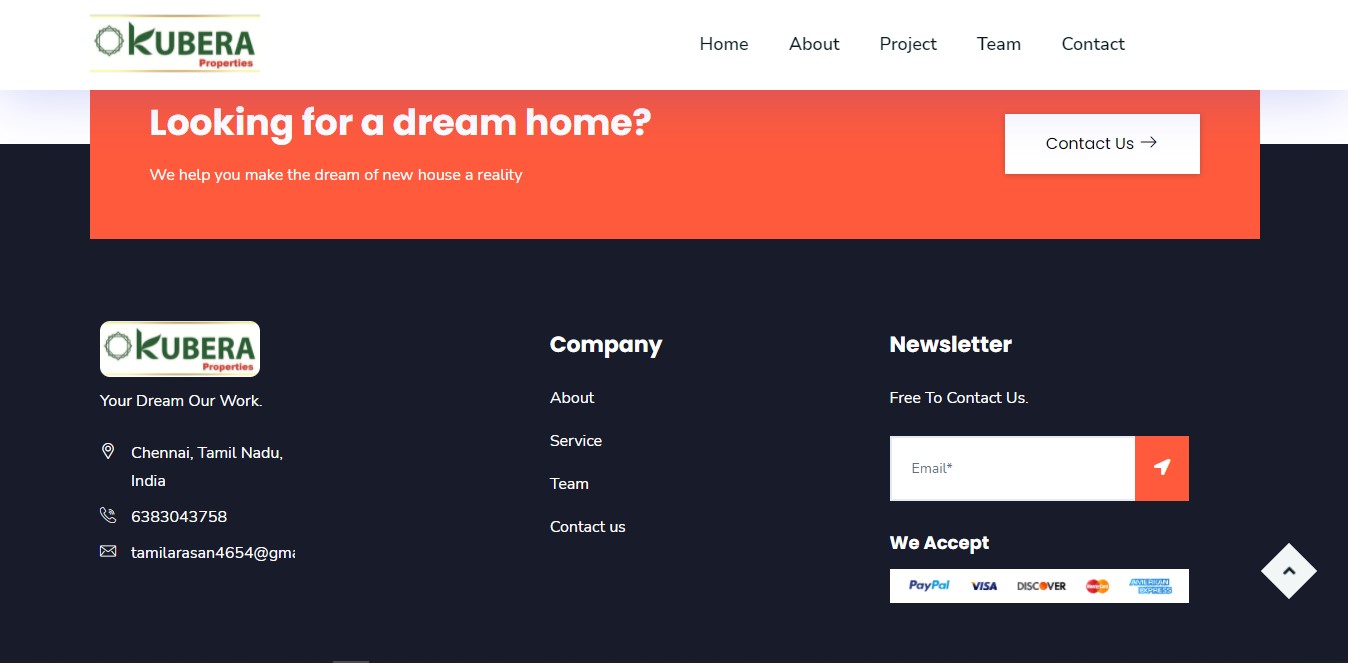 KUBERA
Properties
Home About Project Team Contact
Looking for a dream home?
We help you make the dream of new house a reality
Contact Us
KUBERA
Properties
Your Dream Our Work.
Chennai, Tamil Nadu,
India
6383043758
tamilarasan4654@gma
Company
About
Service
Team
Contact us
Newsletter
Free To Contact Us.
Email*
We Accept
PayPal VISA DISCOVER MasterCard AMERICAN
EXPRESS